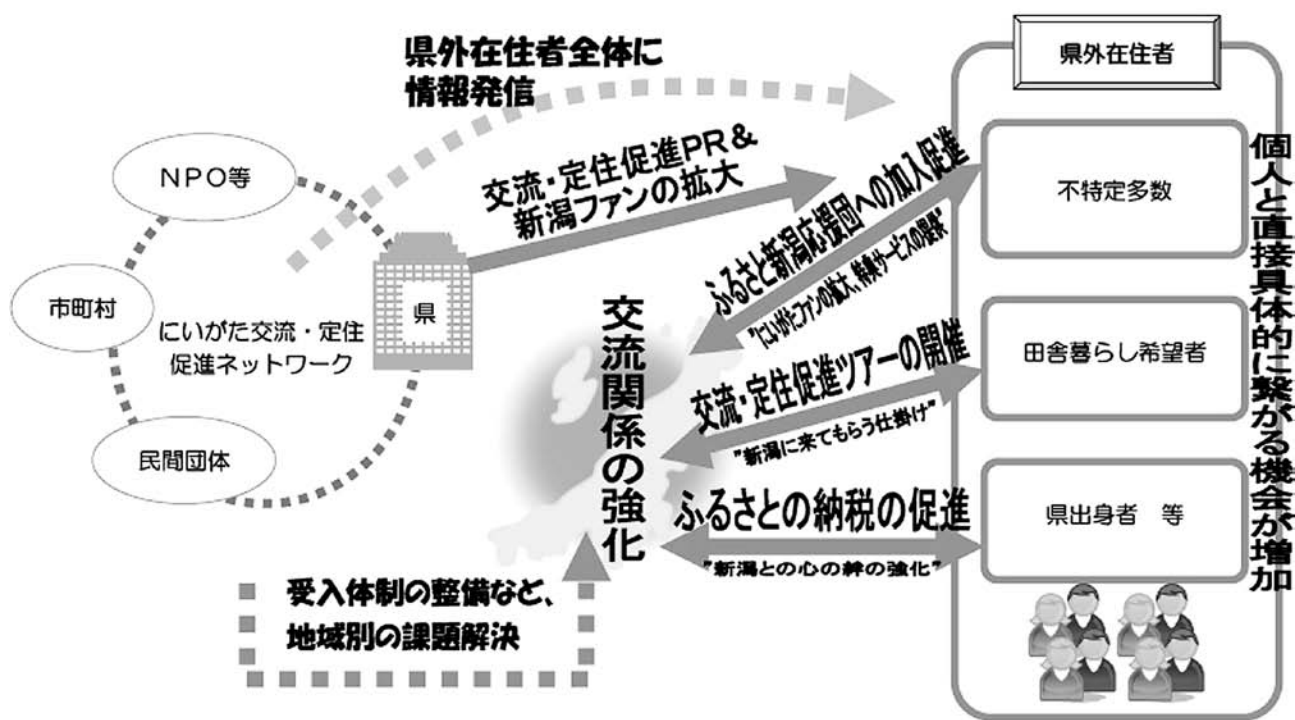 県外在住者全体に
情報発信
県外在住者
NPO等
交流・定住促進PR&
新潟ファンの拡大
ふるさと新潟応援団への加入促進
"にいがたファンの拡大、特典サービスの提供"
不特定多数
市町村
にいがた交流・定住
促進ネットワーク
県
交流・定住促進ツアーの開催
"新潟に来てもらう仕掛け"
田舎暮らし希望者
民間団体
交流関係の強化
ふるさとの納税の促進
"新潟との心の絆の強化"
県出身者 等
個人と直接具体的に繋がる機会が増加
受入体制の整備など、
地域別の課題解決